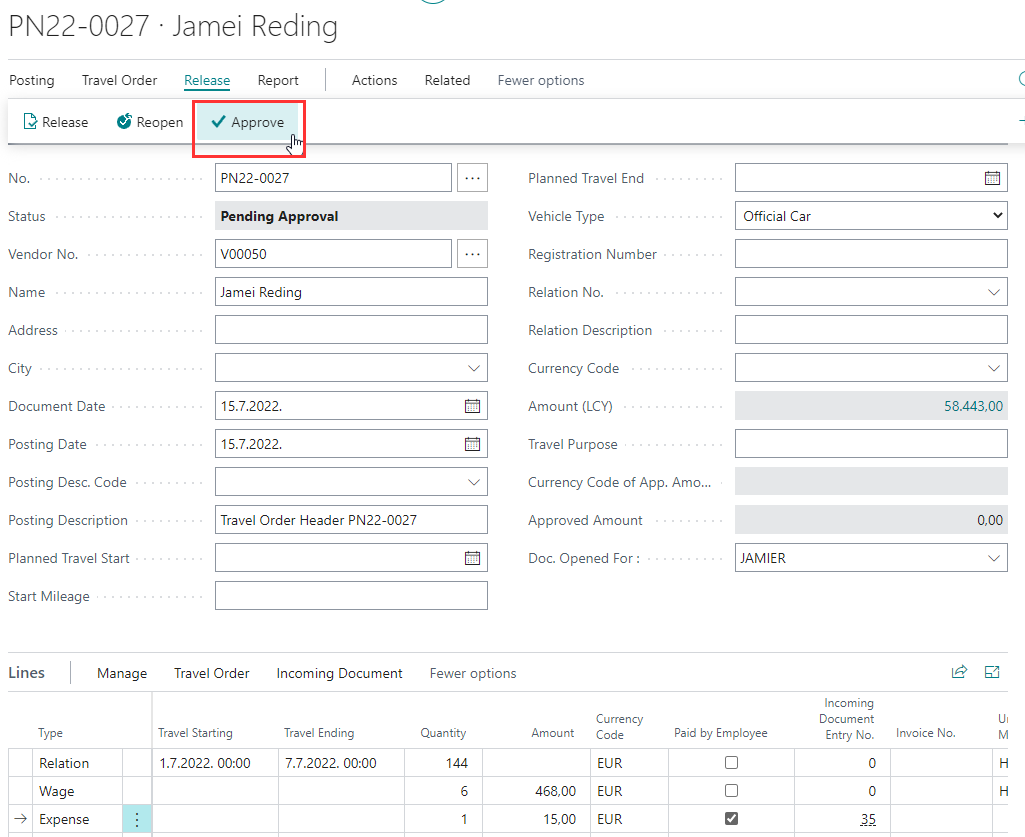 PN22-0027 · Jamei Reding
Posting Travel Order Release Report Actions Related Fewer options
Release Reopen Approve
No. PN22-0027 ···
Status Pending Approval
Vendor No. V00050 ···
Name Jamei Reding
Address
City
Document Date 15.7.2022.
Posting Date 15.7.2022.
Posting Desc. Code
Posting Description Travel Order Header PN22-0027
Planned Travel Start
Start Mileage
Planned Travel End
Vehicle Type Official Car
Registration Number
Relation No.
Relation Description
Currency Code
Amount (LCY) 58.443,00
Travel Purpose
Currency Code of App. Amo...
Approved Amount 0,00
Doc. Opened For : JAMIER
Lines Manage Travel Order Incoming Document Fewer options
Type Travel Starting Travel Ending Quantity Amount Currency Code Paid by Employee Incoming Document Entry No. Invoice No. U M
Relation 1.7.2022. 00:00 7.7.2022. 00:00 144 EUR 0 H
Wage 6 468,00 EUR 0 H
Expense 1 15,00 EUR 35